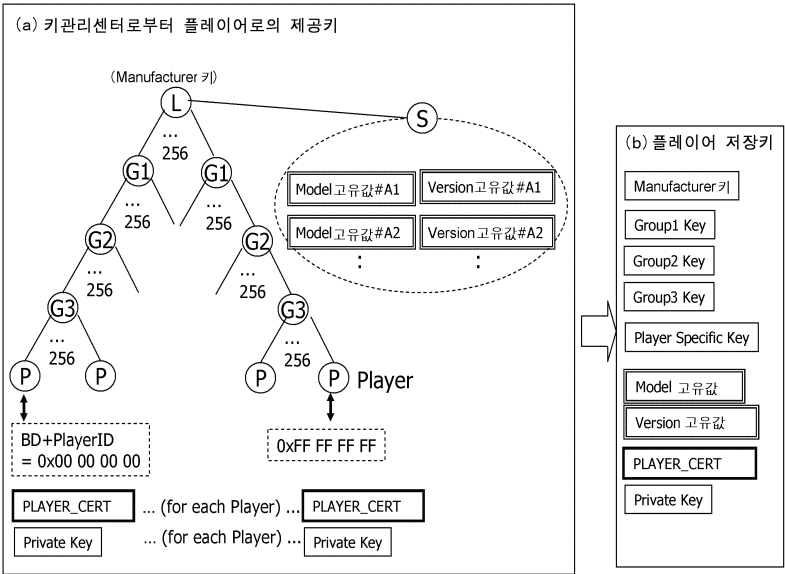 (a) 키관리센터로부터 플레이어로의 제공키
(Manufacturer 키)
L
S
...
256
G1
G1
Model고유값#A1
Version고유값#A1
...
256
Model고유값#A2
Version고유값#A2
:
:
G2
G2
...
256
...
256
G3
G3
...
256
...
256
P
P
P
P
Player
BD+PlayerID
= 0x00 00 00 00
0xFF FF FF FF
PLAYER_CERT
... (for each Player) ...
PLAYER_CERT
Private Key
... (for each Player) ...
Private Key
(b) 플레이어 저장키
Manufacturer키
Group1 Key
Group2 Key
Group3 Key
Player Specific Key
Model 고유값
Version 고유값
PLAYER_CERT
Private Key